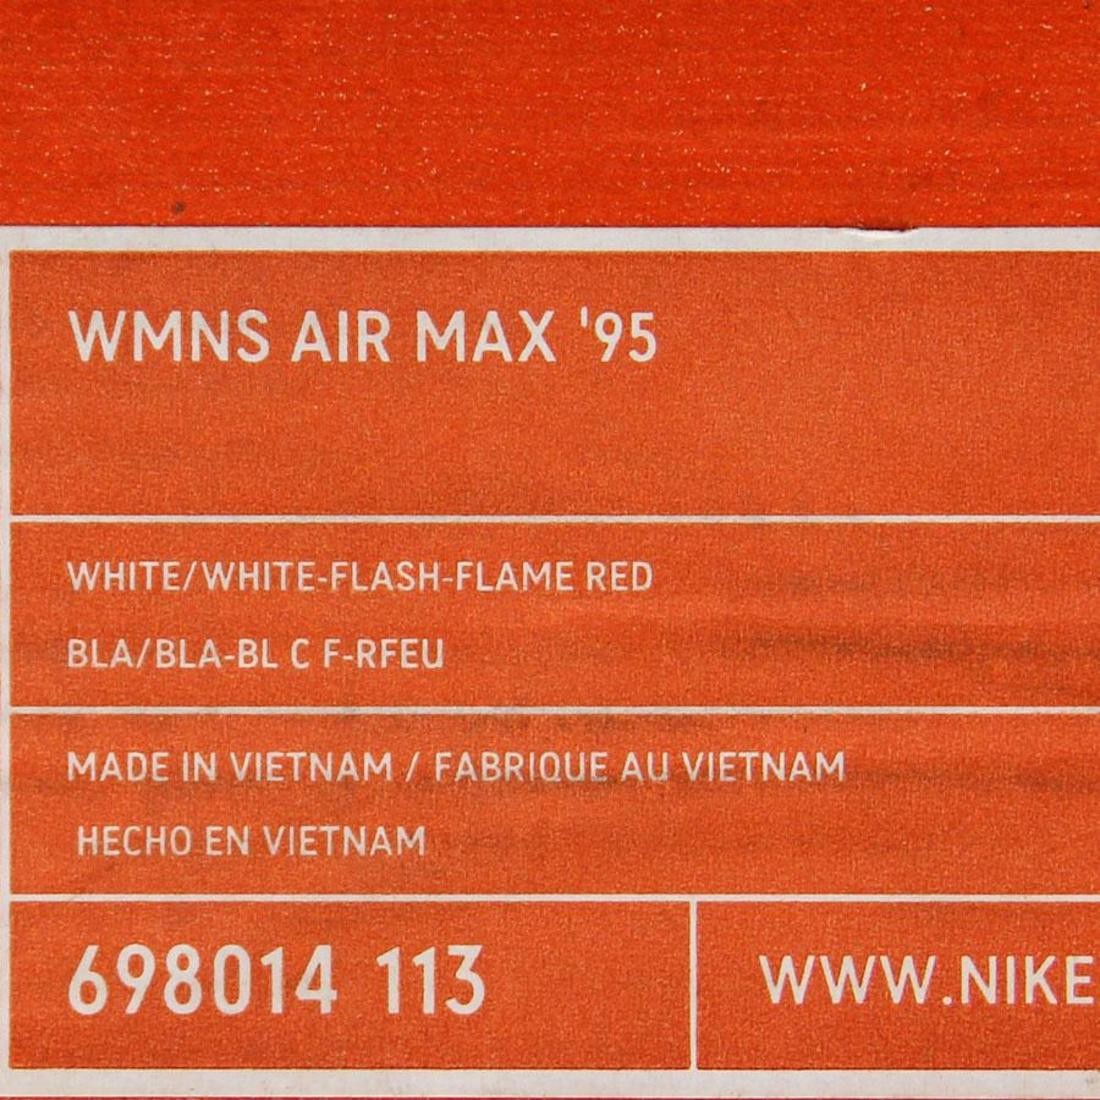 WMNS AIR MAX '95
WHITE/WHITE-FLASH-FLAME RED
BLA/BLA-BL C F-RFEU
MADE IN VIETNAM / FABRIQUE AU VIETNAM
HECHO EN VIETNAM
698014 113
WWW.NIKE